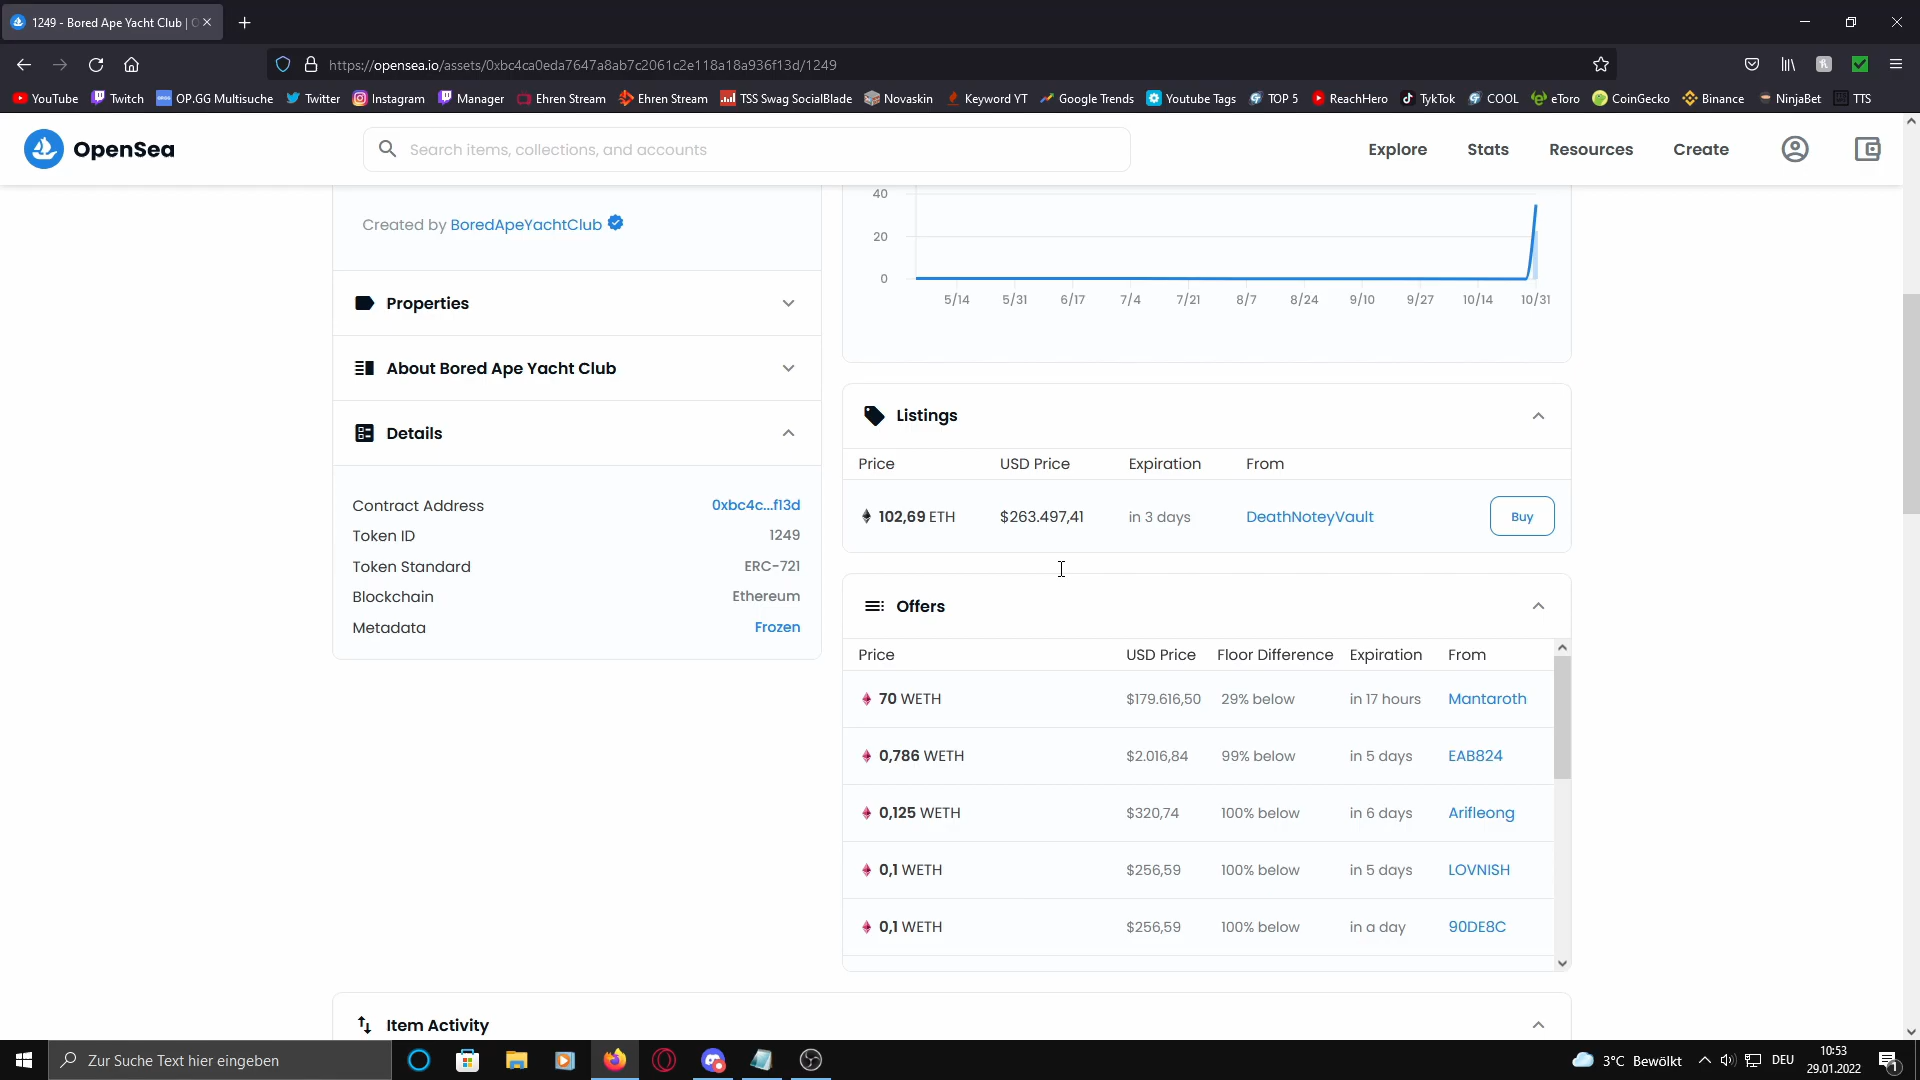 1249 - Bored Ape Yacht Club |
https://opensea.io/assets/0xbc4ca0eda7647a8ab7c2061c2e118a18a936f13d/1249
YouTube Twitch OP.GG Multisuche Twitter Instagram Manager Ehren Stream Ehren Stream TSS Swag SocialBlade Novaskin Keyword YT Google Trends Youtube Tags TOP 5 ReachHero TykTok COOL eToro CoinGecko Binance NinjaBet TTS
OpenSea
Search items, collections, and accounts
Explore Stats Resources Create
Created by BoredApeYachtClub
Properties
About Bored Ape Yacht Club
Details
Contract Address 0xbc4c...f13d
Token ID 1249
Token Standard ERC-721
Blockchain Ethereum
Metadata Frozen
40
20
0
5/14 5/31 6/17 7/4 7/21 8/7 8/24 9/10 9/27 10/14 10/31
Listings
Price USD Price Expiration From
102,69 ETH $263.497,41 in 3 days DeathNoteyVault Buy
Offers
Price USD Price Floor Difference Expiration From
70 WETH $179.616,50 29% below in 17 hours Mantaroth
0,786 WETH $2.016,84 99% below in 5 days EAB824
0,125 WETH $320,74 100% below in 6 days Arifleong
0,1 WETH $256,59 100% below in 5 days LOVNISH
0,1 WETH $256,59 100% below in a day 90DE8C
Item Activity
Zur Suche Text hier eingeben
3°C Bewölkt
DEU
10:53
29.01.2022
1